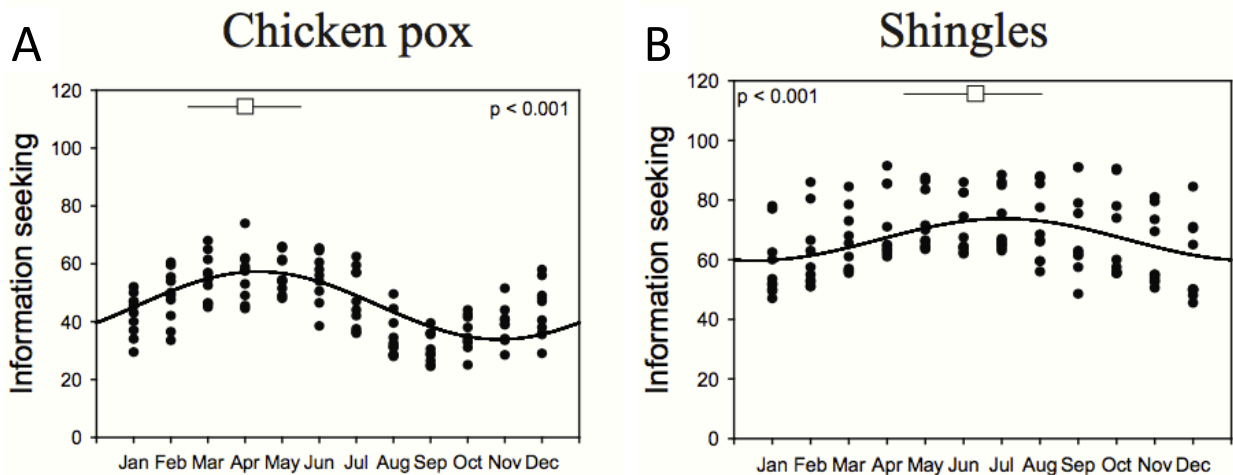 A
Chicken pox
Information seeking
120
100
80
60
40
20
0
p < 0.001
Jan Feb Mar Apr May Jun Jul Aug Sep Oct Nov Dec
B
Shingles
Information seeking
120
100
80
60
40
20
0
p < 0.001
Jan Feb Mar Apr May Jun Jul Aug Sep Oct Nov Dec